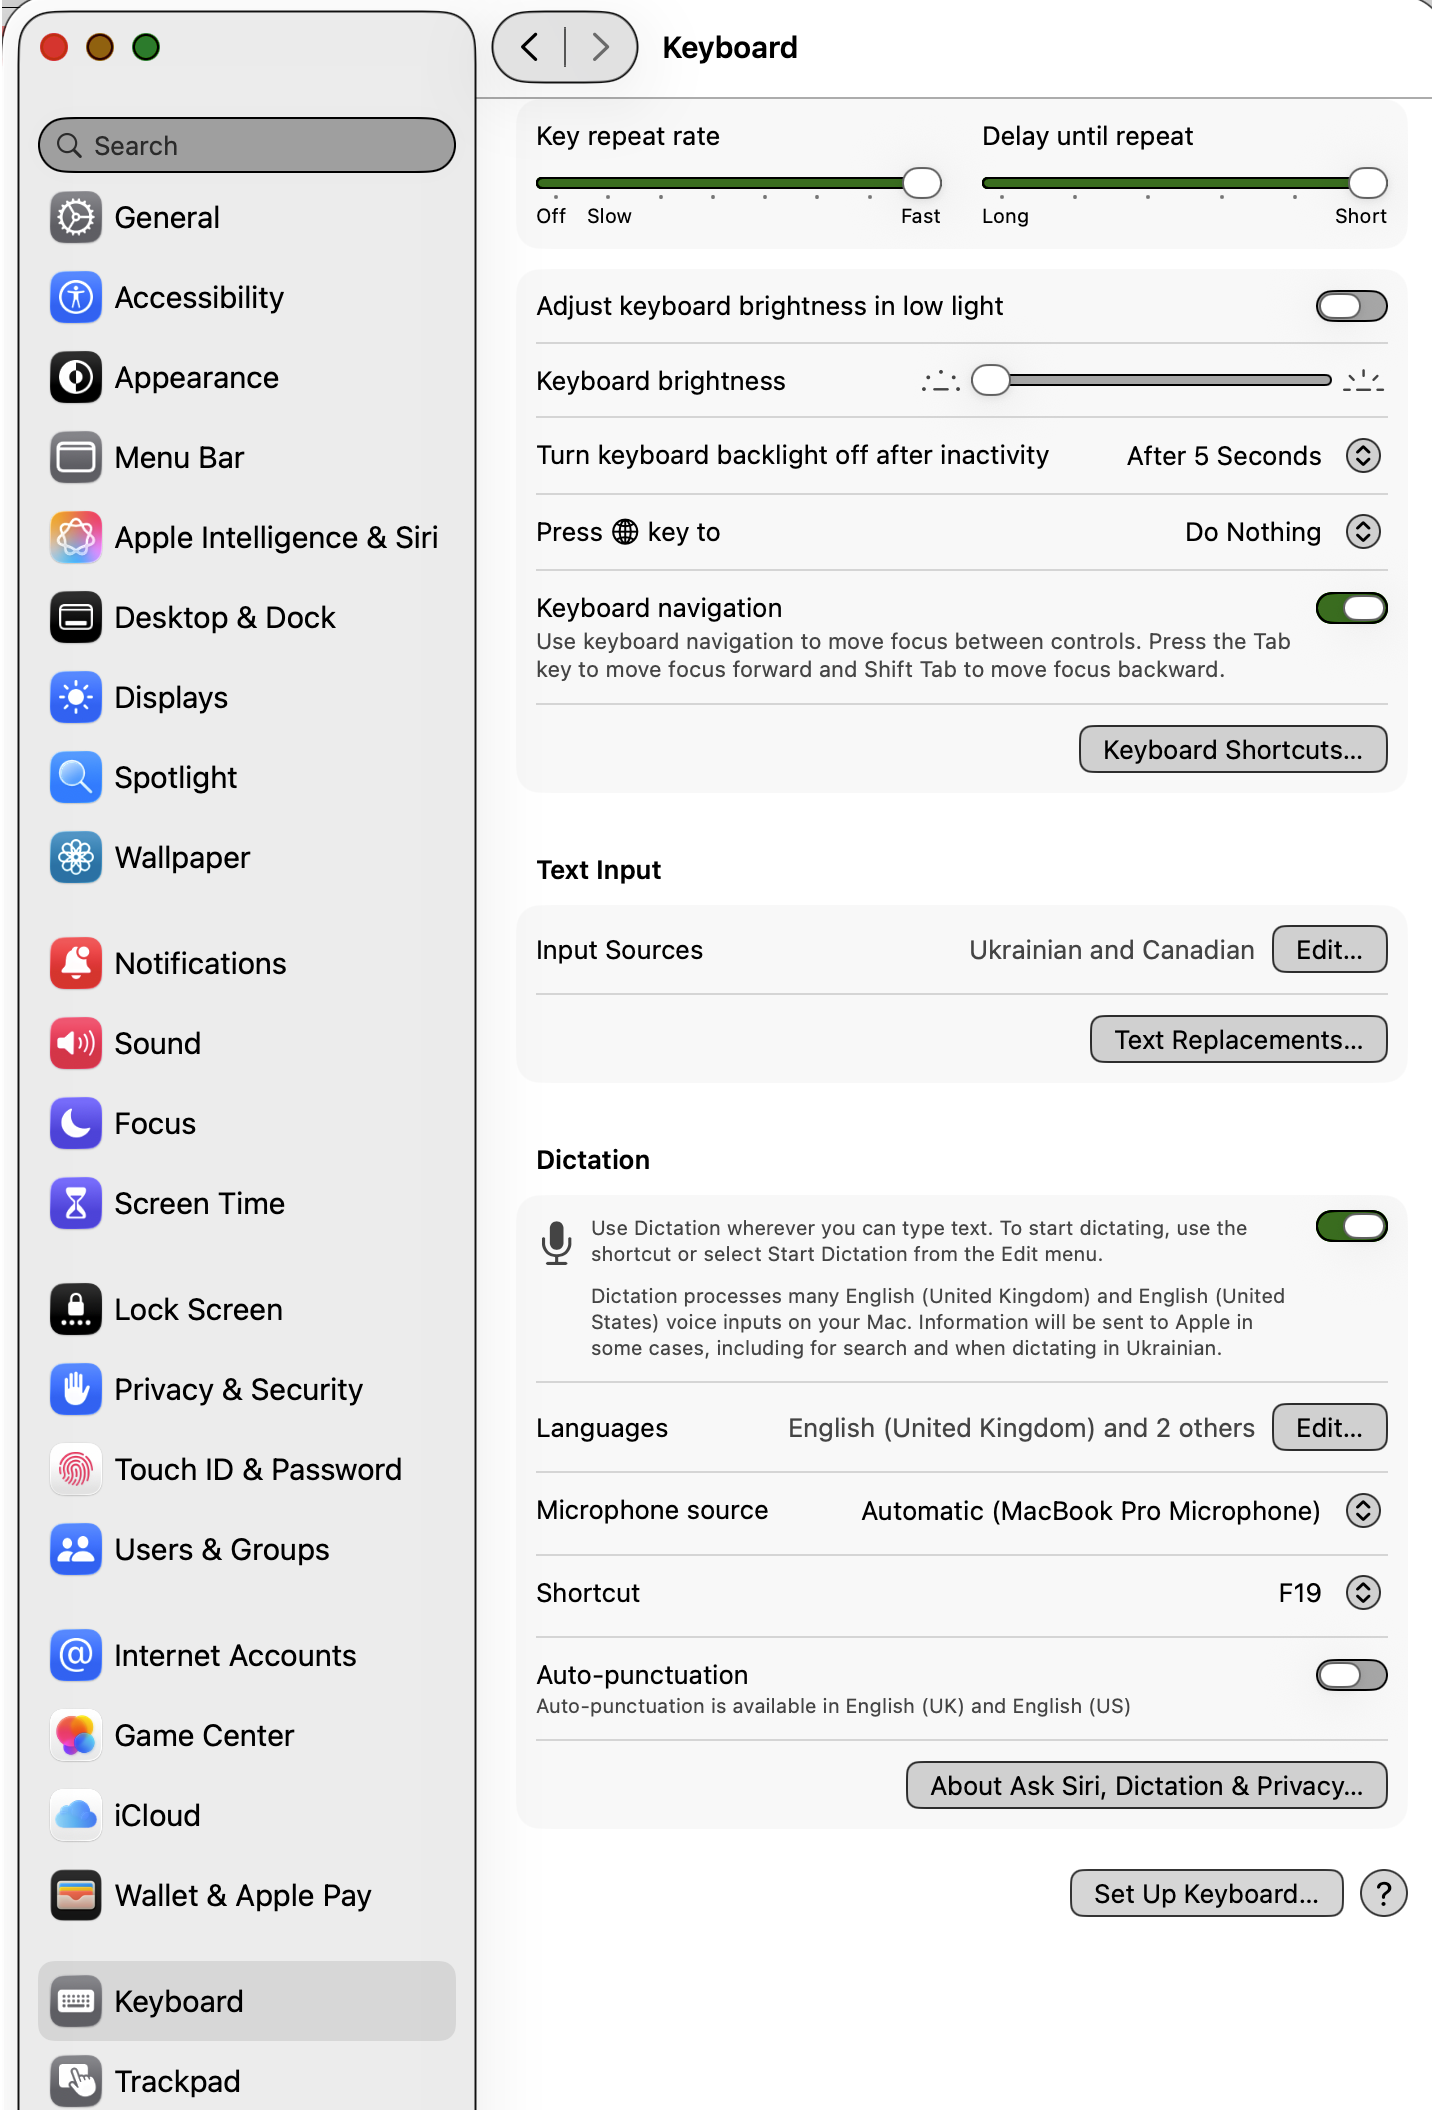 Search
General
Accessibility
Appearance
Menu Bar
Apple Intelligence & Siri
Desktop & Dock
Displays
Spotlight
Wallpaper
Notifications
Sound
Focus
Screen Time
Lock Screen
Privacy & Security
Touch ID & Password
Users & Groups
Internet Accounts
Game Center
iCloud
Wallet & Apple Pay
Keyboard
Trackpad
Keyboard
Key repeat rate
Off Slow Fast
Delay until repeat
Long Short
Adjust keyboard brightness in low light
Keyboard brightness
Turn keyboard backlight off after inactivity After 5 Seconds
Press key to Do Nothing
Keyboard navigation
Use keyboard navigation to move focus between controls. Press the Tab
key to move focus forward and Shift Tab to move focus backward.
Keyboard Shortcuts...
Text Input
Input Sources Ukrainian and Canadian Edit...
Text Replacements...
Dictation
Use Dictation wherever you can type text. To start dictating, use the
shortcut or select Start Dictation from the Edit menu.
Dictation processes many English (United Kingdom) and English (United
States) voice inputs on your Mac. Information will be sent to Apple in
some cases, including for search and when dictating in Ukrainian.
Languages English (United Kingdom) and 2 others Edit...
Microphone source Automatic (MacBook Pro Microphone)
Shortcut F19
Auto-punctuation
Auto-punctuation is available in English (UK) and English (US)
About Ask Siri, Dictation & Privacy...
Set Up Keyboard... ?